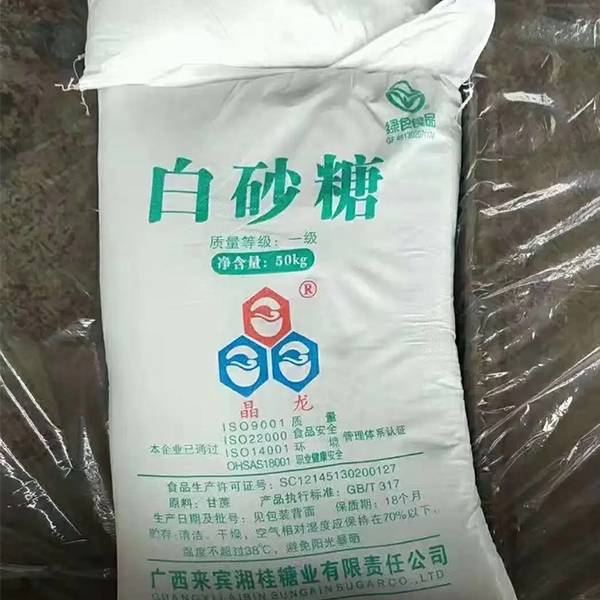 绿色食品
白砂糖
质量等级：一级
净含量：50kg
®
晶龙
本企业已通过
ISO9001 质量
ISO22000 食品安全
ISO14001 环境
OHSAS18001 职业健康安全
管理体系认证
食品生产许可证号：SC12145130200127
原料：甘蔗 产品执行标准：GB/T 317
生产日期及批号：见包装背面 保质期：18个月
贮存：清洁、干燥，空气相对湿度应保持在70%以下，
温度不超过38℃，避免阳光暴晒
广西来宾湘桂糖业有限责任公司
GUANGXI LAIBIN SUNGAIN SUGAR CO.,LTD